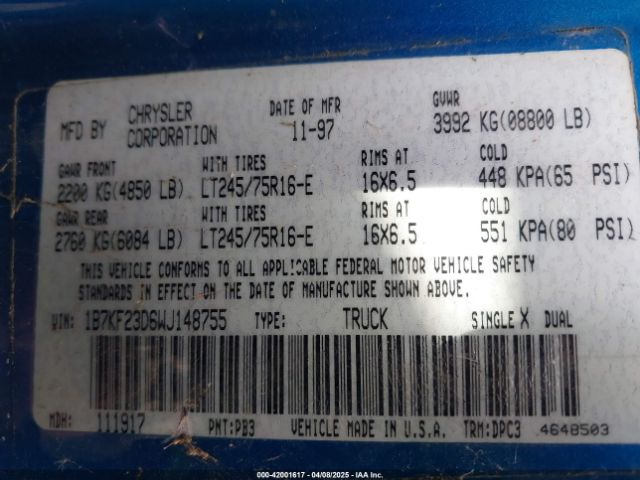 MFD BY CHRYSLER CORPORATION DATE OF MFR 11-97 GVWR 3992 KG(08800 LB)
GAWR FRONT WITH TIRES RIMS AT COLD
2200 KG(4850 LB) LT245/75R16-E 16X6.5 448 KPA(65 PSI)
GAWR REAR WITH TIRES RIMS AT COLD
2760 KG(6084 LB) LT245/75R16-E 16X6.5 551 KPA(80 PSI)
THIS VEHICLE CONFORMS TO ALL APPLICABLE FEDERAL MOTOR VEHICLE SAFETY
STANDARDS IN EFFECT ON THE DATE OF MANUFACTURE SHOWN ABOVE.
VIN: 1B7KF23D6WJ148755 TYPE: TRUCK SINGLE X DUAL
MDH: 111917 PNT:PB3 VEHICLE MADE IN U.S.A. TRM:DPC3 4648503
000-42001617 - 04/08/2025 - IAA Inc.